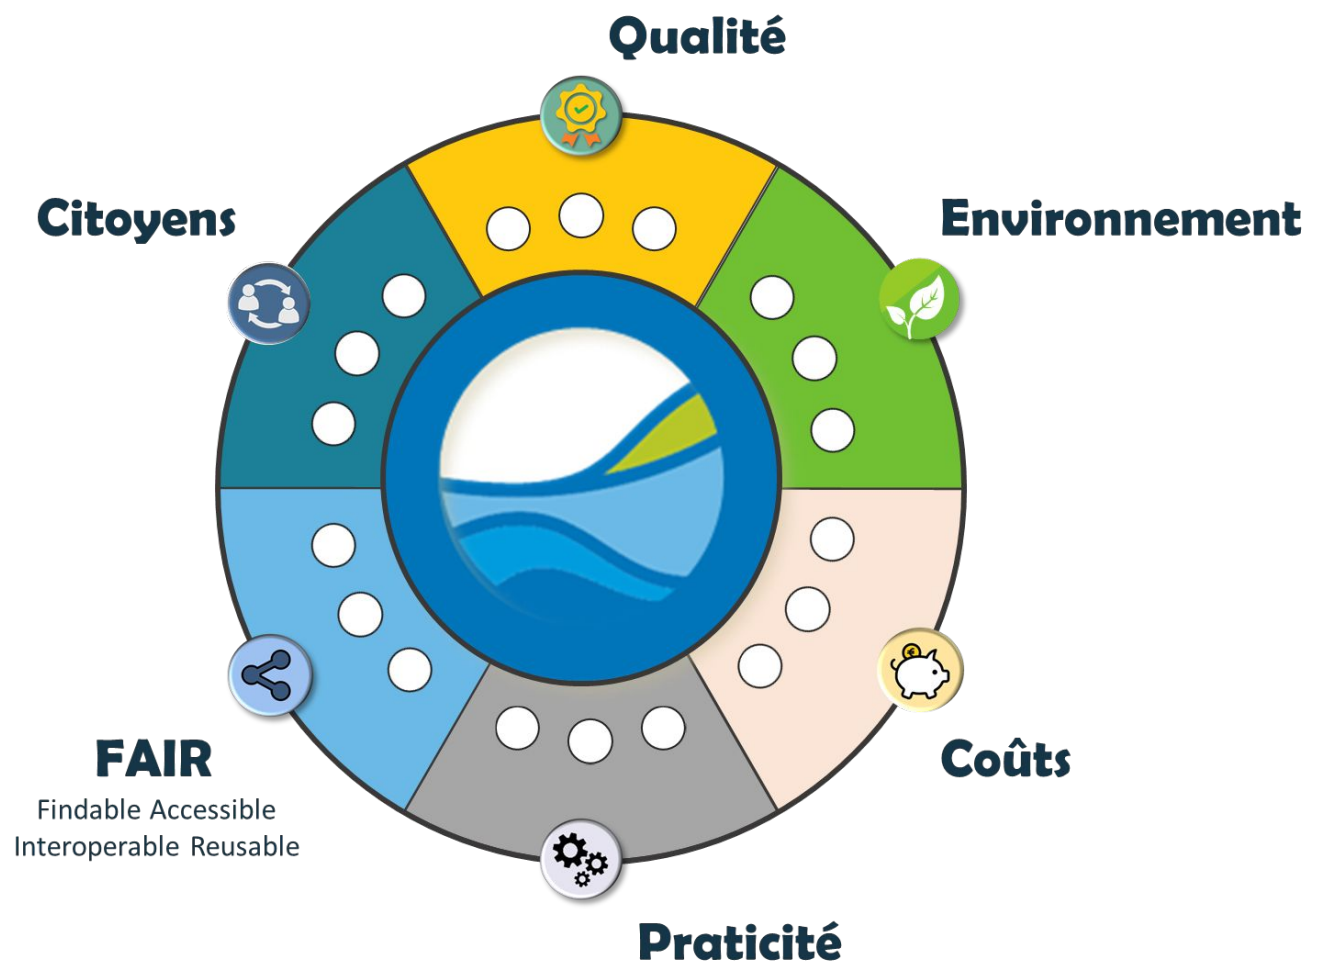 Qualité
Citoyens
Environnement
FAIR
Findable Accessible
Interoperable Reusable
Coûts
Praticité